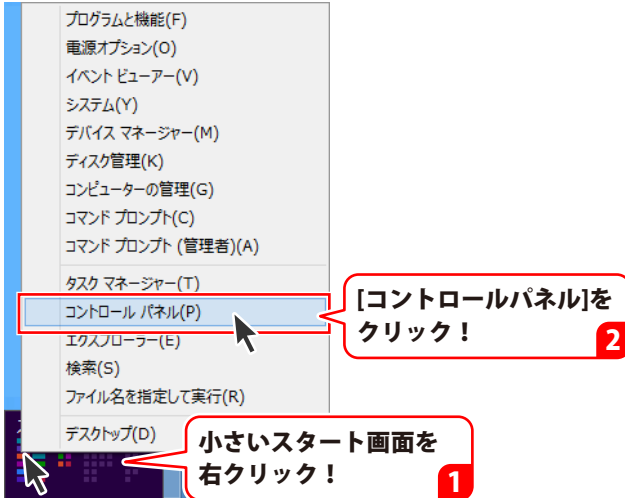 プログラムと機能(F)
電源オプション(O)
イベント ビューアー(V)
システム(Y)
デバイス マネージャー(M)
ディスク管理(K)
コンピューターの管理(G)
コマンド プロンプト(C)
コマンド プロンプト (管理者)(A)
タスク マネージャー(T)
コントロール パネル(P)
エクスプローラー(E)
検索(S)
ファイル名を指定して実行(R)
デスクトップ(D)
[コントロールパネル]を
クリック！
2
小さいスタート画面を
右クリック！
1